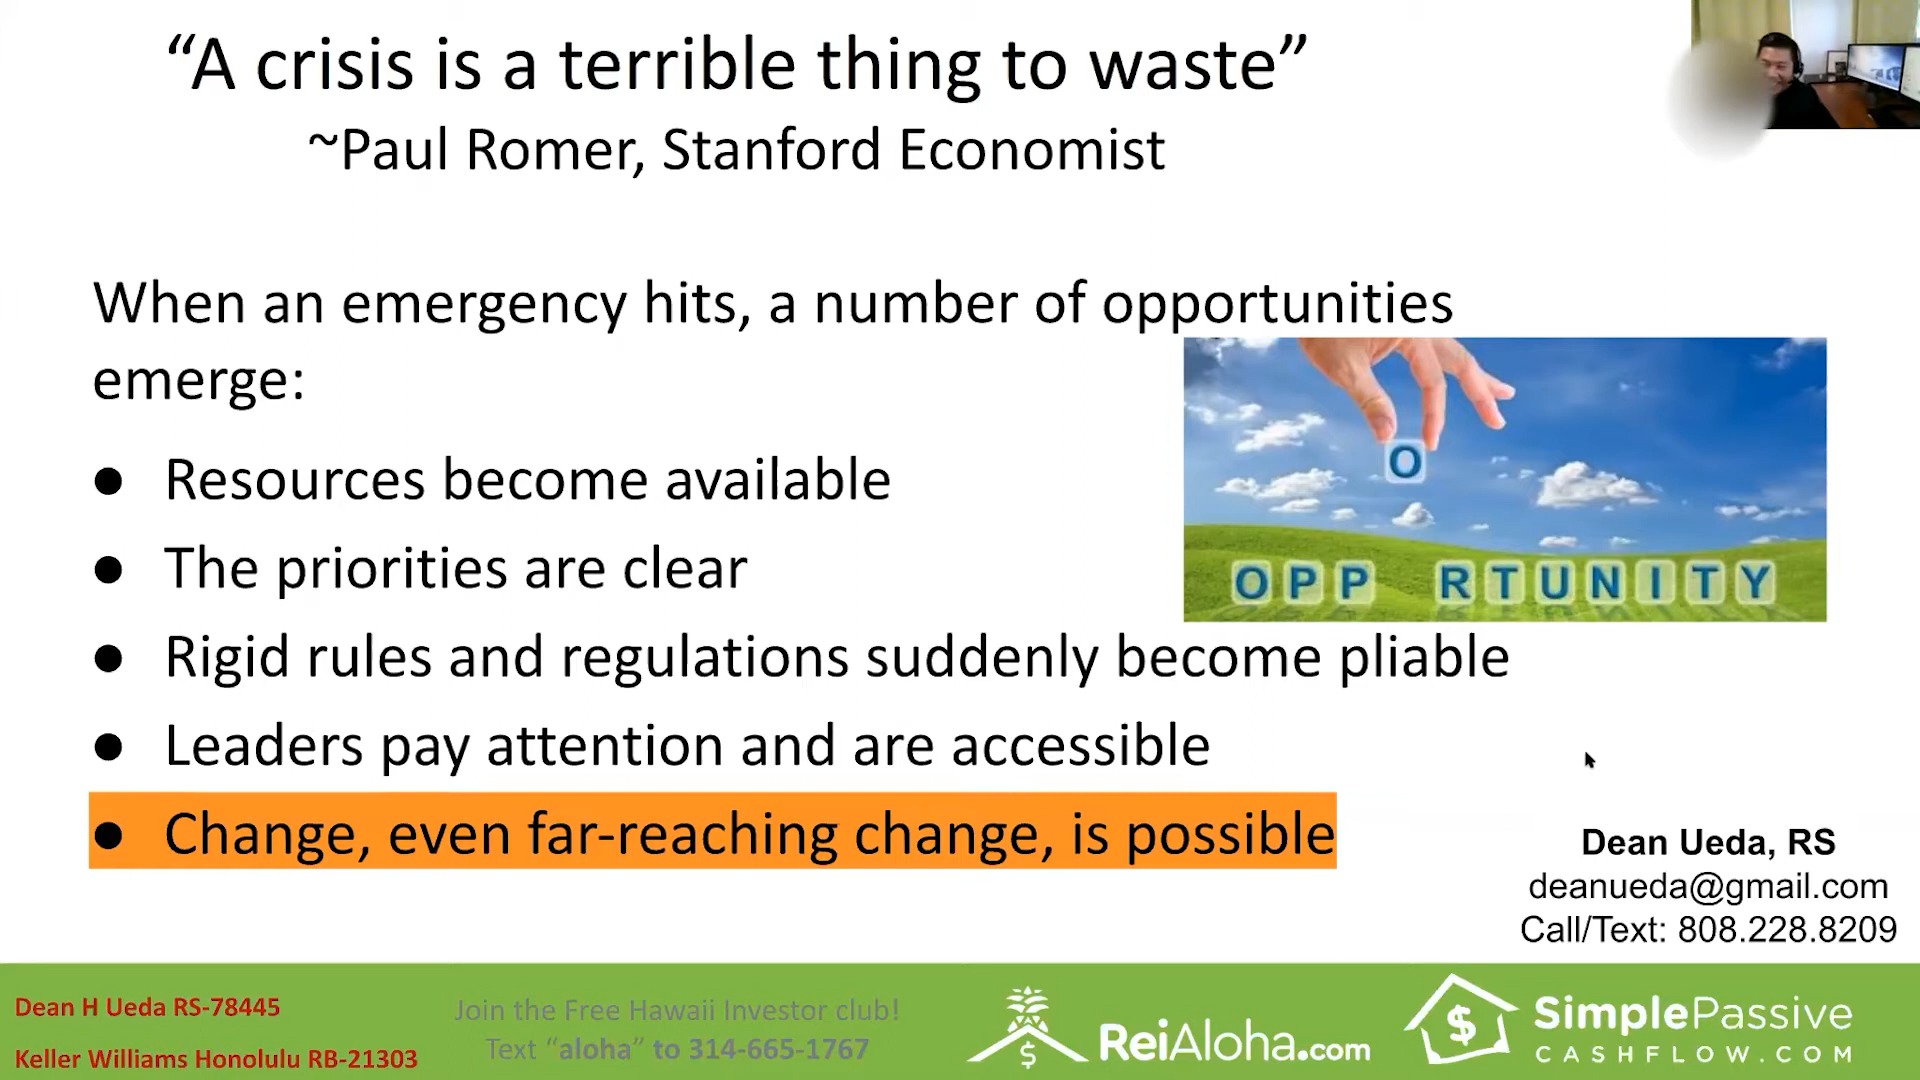 “A crisis is a terrible thing to waste”
~Paul Romer, Stanford Economist
When an emergency hits, a number of opportunities
emerge:
● Resources become available
● The priorities are clear
● Rigid rules and regulations suddenly become pliable
● Leaders pay attention and are accessible
● Change, even far-reaching change, is possible
O
OPP RTUNITY
Dean Ueda, RS
deanueda@gmail.com
Call/Text: 808.228.8209
Dean H Ueda RS-78445
Keller Williams Honolulu RB-21303
Join the Free Hawaii Investor club!
Text “aloha” to 314-665-1767
$
ReiAloha.com
$
SimplePassive
CASHFLOW.COM